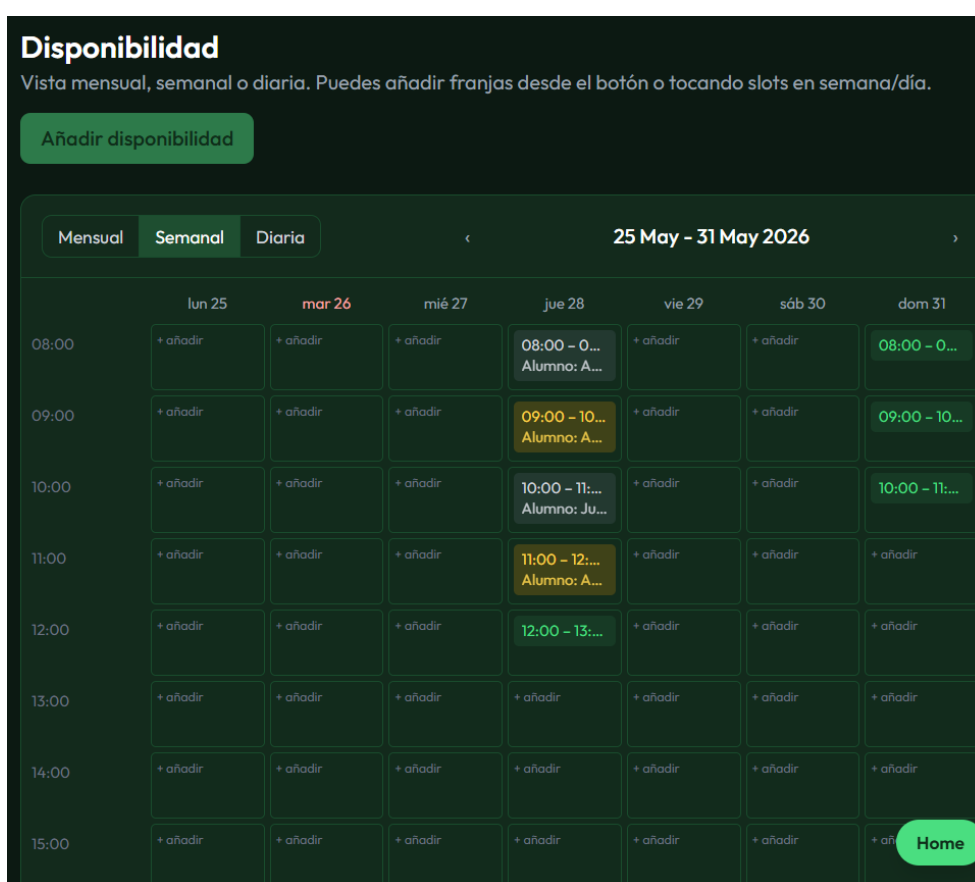 Disponibilidad
Vista mensual, semanal o diaria. Puedes añadir franjas desde el botón o tocando slots en semana/día.
Añadir disponibilidad
Mensual Semanal Diaria ‹ 25 May - 31 May 2026 ›
lun 25 mar 26 mié 27 jue 28 vie 29 sáb 30 dom 31
08:00 + añadir + añadir + añadir 08:00 – 0... + añadir + añadir 08:00 – 0...
Alumno: A...
09:00 + añadir + añadir + añadir 09:00 – 10... + añadir + añadir 09:00 – 10...
Alumno: A...
10:00 + añadir + añadir + añadir 10:00 – 11:... + añadir + añadir 10:00 – 11:...
Alumno: Ju...
11:00 + añadir + añadir + añadir 11:00 – 12:... + añadir + añadir + añadir
Alumno: A...
12:00 + añadir + añadir + añadir 12:00 – 13:... + añadir + añadir + añadir
13:00 + añadir + añadir + añadir + añadir + añadir + añadir + añadir
14:00 + añadir + añadir + añadir + añadir + añadir + añadir + añadir
15:00 + añadir + añadir + añadir + añadir + añadir + añadir + añ
Home